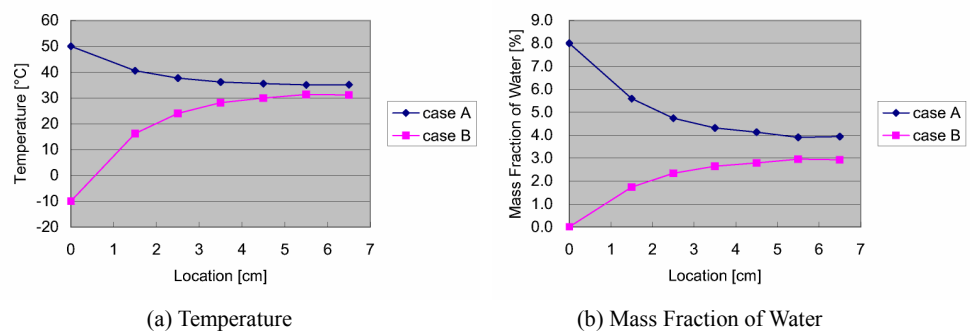 60
50
40
30
20
10
0
-10
-20
Temperature [°C]
0 1 2 3 4 5 6 7
Location [cm]
case A
case B
(a) Temperature
9.0
8.0
7.0
6.0
5.0
4.0
3.0
2.0
1.0
0.0
Mass Fraction of Water [%]
0 1 2 3 4 5 6 7
Location [cm]
case A
case B
(b) Mass Fraction of Water